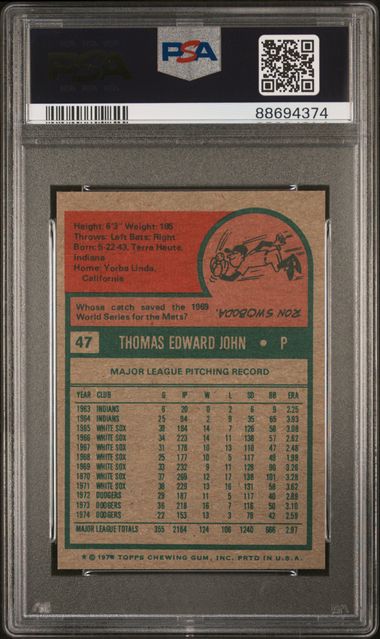 PSA
PSA
88694374
Height: 6'3" Weight: 185
Throws: Left Bats: Right
Born: 5-22-43, Terre Haute,
Indiana
Home: Yorba Linda,
California
Whose catch saved the 1969
World Series for the Mets?
RON SWOBODA.
47 THOMAS EDWARD JOHN • P
MAJOR LEAGUE PITCHING RECORD
YEAR CLUB G IP W L SO BB ERA
1963 INDIANS 6 20 0 2 6 9 2.25
1964 INDIANS 25 94 2 9 35 65 3.93
1965 WHITE SOX 39 184 14 7 126 58 3.03
1966 WHITE SOX 34 223 14 11 138 57 2.62
1967 WHITE SOX 31 178 10 13 110 47 2.48
1968 WHITE SOX 25 177 10 5 117 49 1.98
1969 WHITE SOX 33 232 9 11 128 90 3.26
1970 WHITE SOX 37 269 12 17 138 101 3.28
1971 WHITE SOX 38 229 13 16 131 58 3.62
1972 DODGERS 29 187 11 5 117 40 2.89
1973 DODGERS 36 218 16 7 116 50 3.10
1974 DODGERS 22 153 13 3 78 42 2.59
MAJOR LEAGUE TOTALS 355 2164 124 106 1240 666 2.97
* © 1975 TOPPS CHEWING GUM, INC. PRTD IN U.S.A.